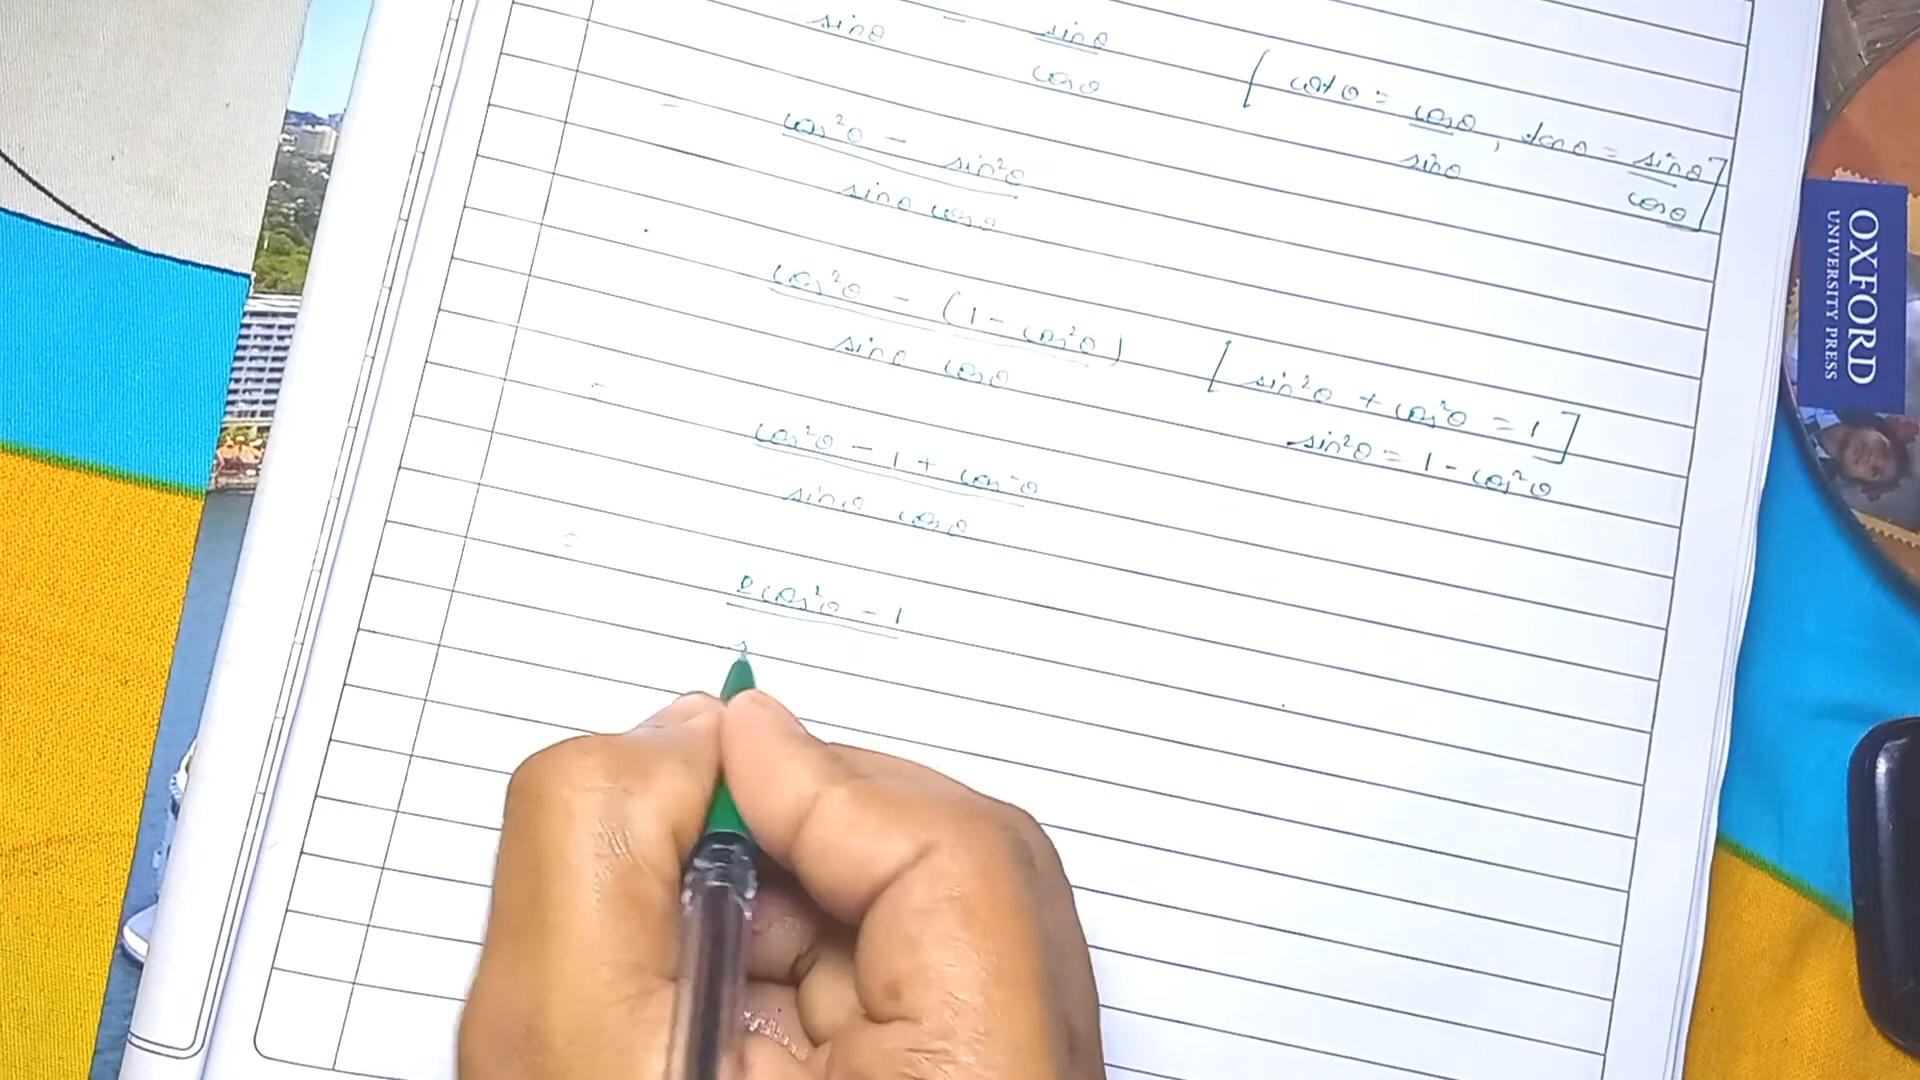 sinθ - sinθ
cosθ
[ cotθ = cosθ , tanθ = sinθ ]
sinθ cosθ
= cos²θ - sin²θ
sinθ cosθ
cos²θ - (1 - cos²θ)
sinθ cosθ
[ sin²θ + cos²θ = 1 ]
sin²θ = 1 - cos²θ
= cos²θ - 1 + cos²θ
sinθ cosθ
= 2cos²θ - 1
s
OXFORD
UNIVERSITY PRESS